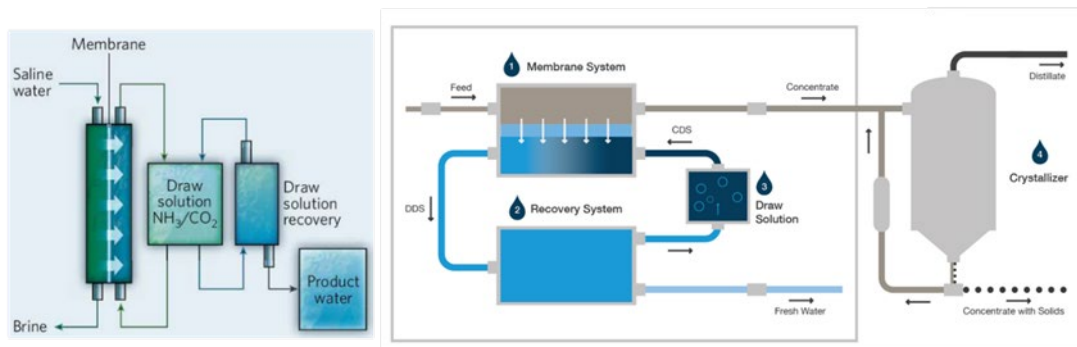 Membrane
Saline
water
Draw
solution
NH₃/CO₂
Draw
solution
recovery
Product
water
Brine
1 Membrane System
Feed
Concentrate
CDS
3 Draw
Solution
DDS
2 Recovery System
Fresh Water
Distillate
4
Crystallizer
Concentrate with Solids